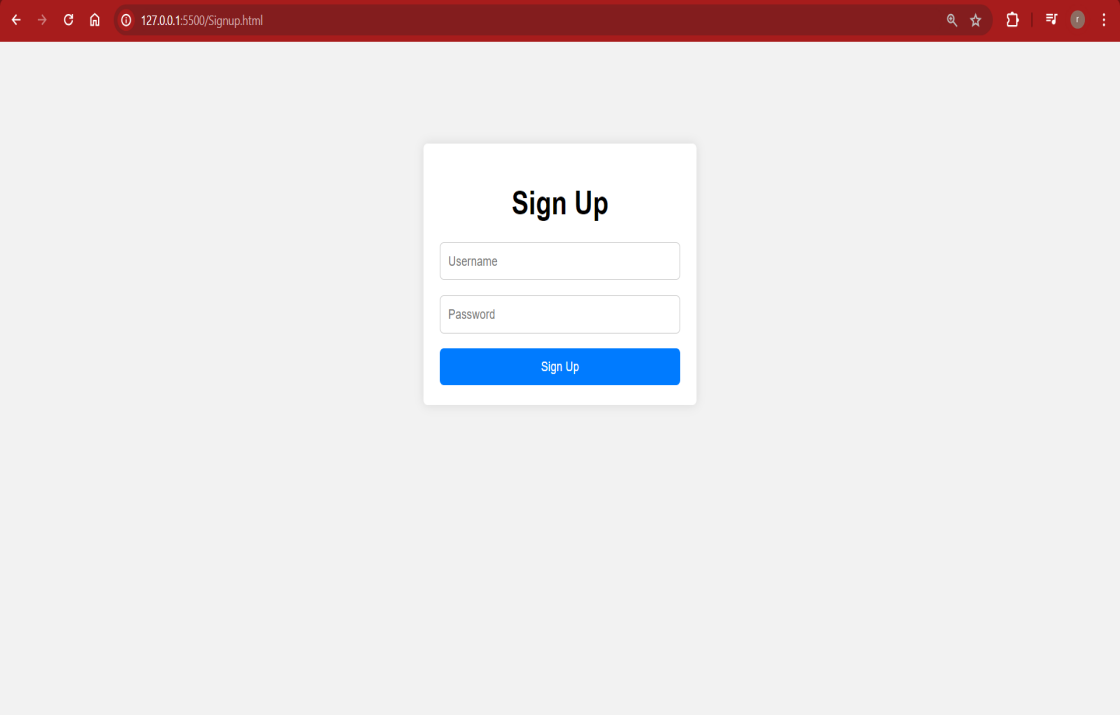 127.0.0.1:5500/Signup.html
r
Sign Up
Username
Password
Sign Up